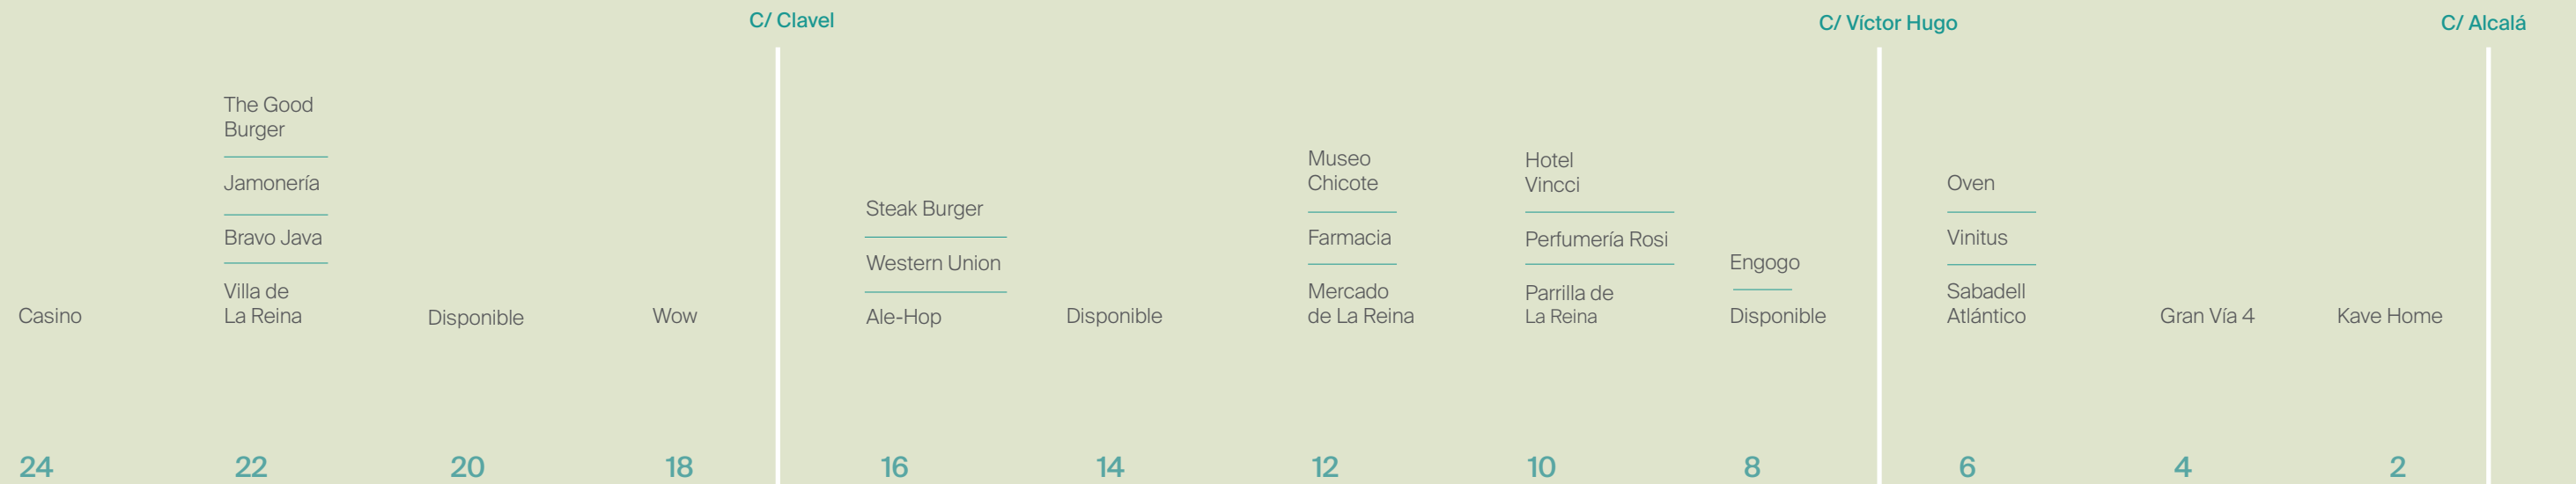 C/ Clavel
C/ Víctor Hugo
C/ Alcalá
Casino
24
The Good
Burger
Jamonería
Bravo Java
Villa de
La Reina
22
Disponible
20
Wow
18
Steak Burger
Western Union
Ale-Hop
16
Disponible
14
Museo
Chicote
Farmacia
Mercado
de La Reina
12
Hotel
Vincci
Perfumería Rosi
Parrilla de
La Reina
10
Engogo
Disponible
8
Oven
Vinitus
Sabadell
Atlántico
6
Gran Vía 4
4
Kave Home
2